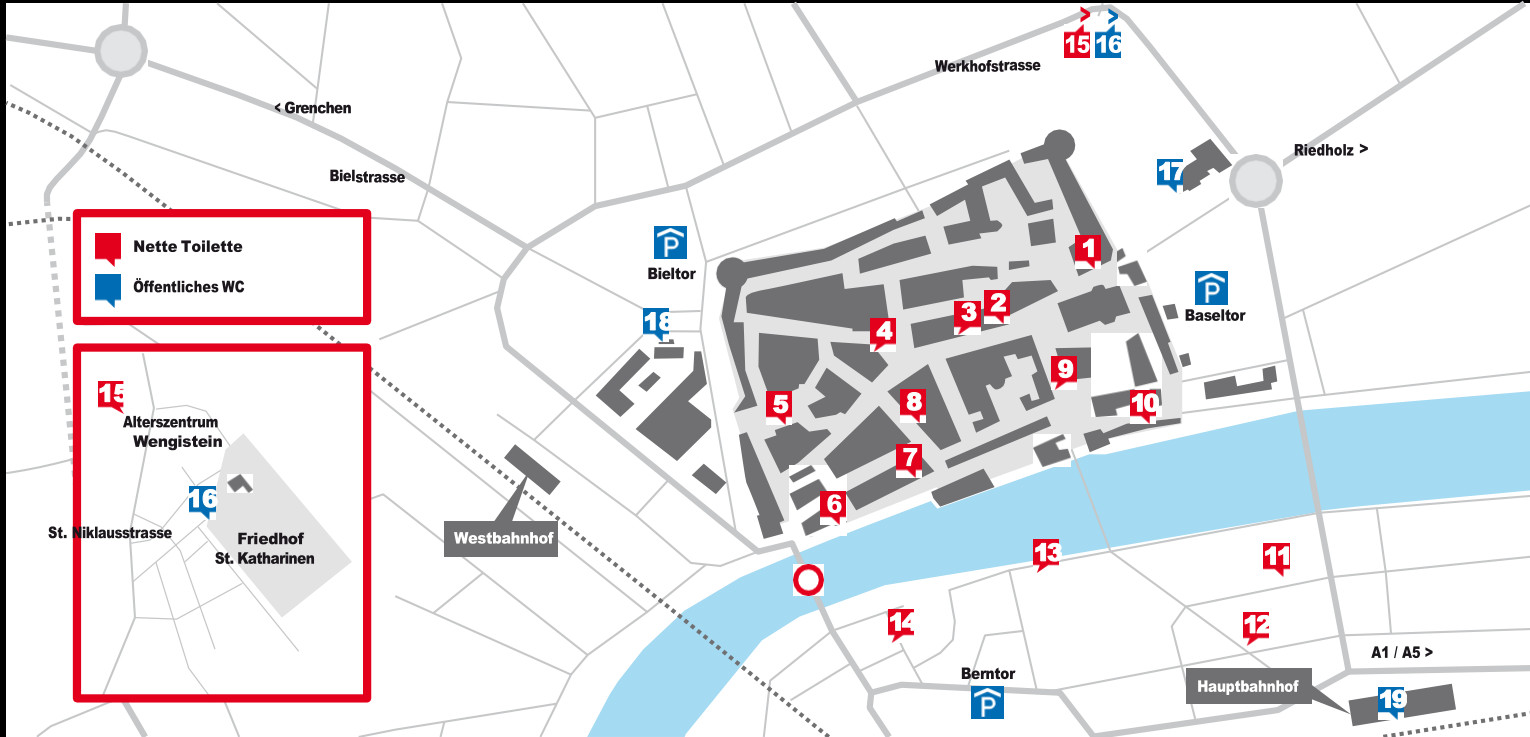 15 16
Werkhofstrasse
< Grenchen
Riedholz >
Bielstrasse
17
Nette Toilette
Öffentliches WC
P
Bieltor
1
P
Baseltor
18
2
3
4
9
5
8
10
7
6
15
Alterszentrum
Wengistein
16
St. Niklausstrasse
Friedhof
St. Katharinen
Westbahnhof
13
11
14
12
A1 / A5 >
Berntor
P
Hauptbahnhof
19